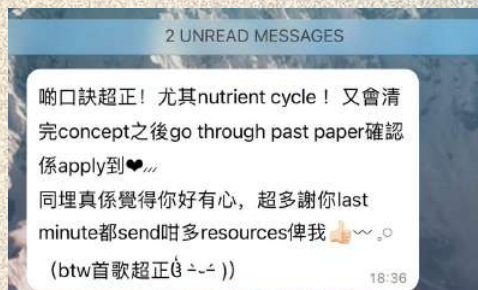 2 UNREAD MESSAGES
啲口訣超正！尤其nutrient cycle！又會清
完concept之後go through past paper確認
係apply到❤︎,,,
同埋真係覺得你好有心，超多謝你last
minute都send咁多resources俾我👍🏻〰︎ 。○
（btw首歌超正 ））
18:36